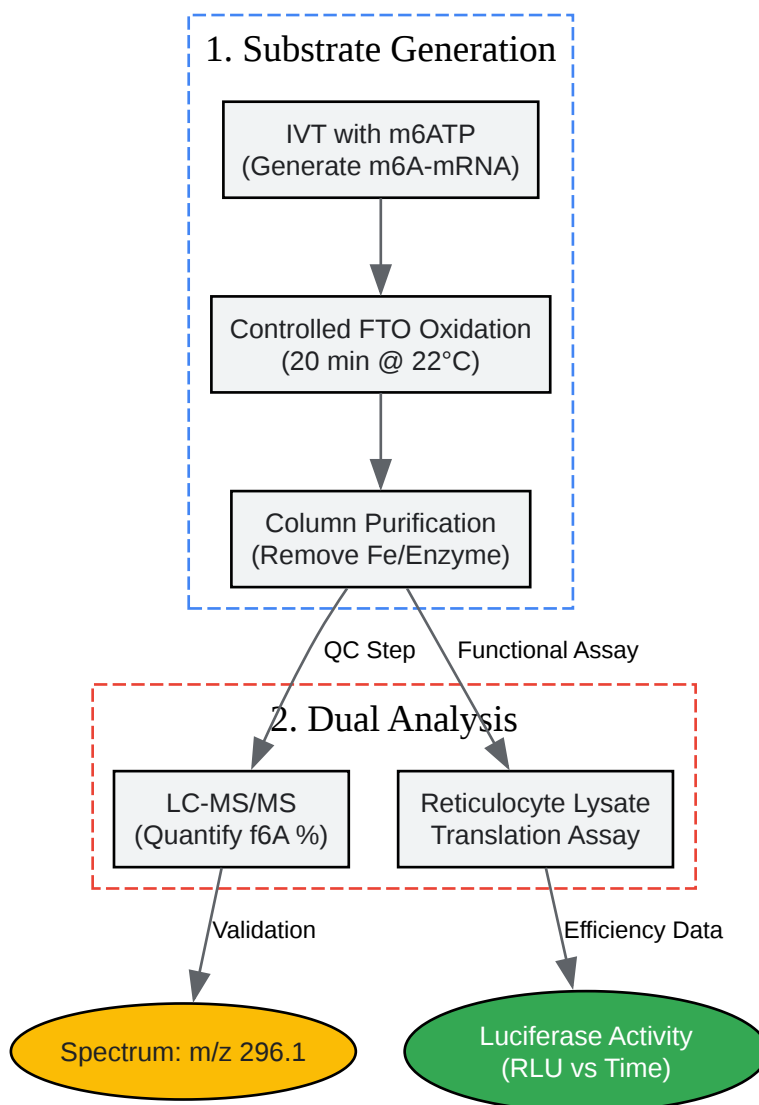 1. Substrate Generation
IVT with m6ATP
(Generate m6A-mRNA)
Controlled FTO Oxidation
(20 min @ 22°C)
Column Purification
(Remove Fe/Enzyme)
QC Step
Functional Assay
2. Dual Analysis
LC-MS/MS
(Quantify f6A %)
Reticulocyte Lysate
Translation Assay
Validation
Efficiency Data
Spectrum: m/z 296.1
Luciferase Activity
(RLU vs Time)